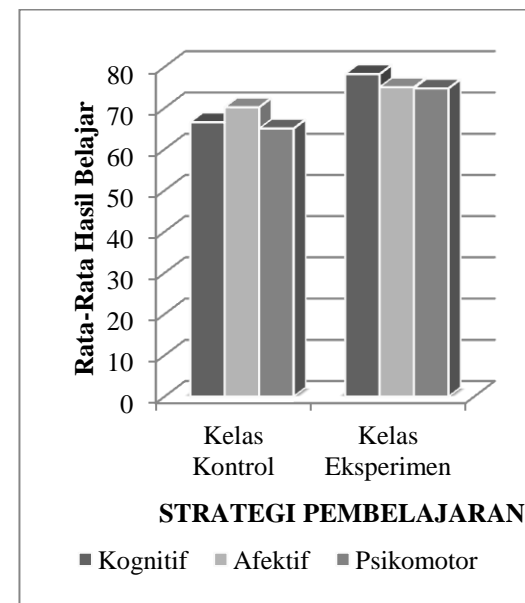 Rata-Rata Hasil Belajar
80
70
60
50
40
30
20
10
0
Kelas
Kontrol
Kelas
Eksperimen
STRATEGI PEMBELAJARAN
Kognitif Afektif Psikomotor